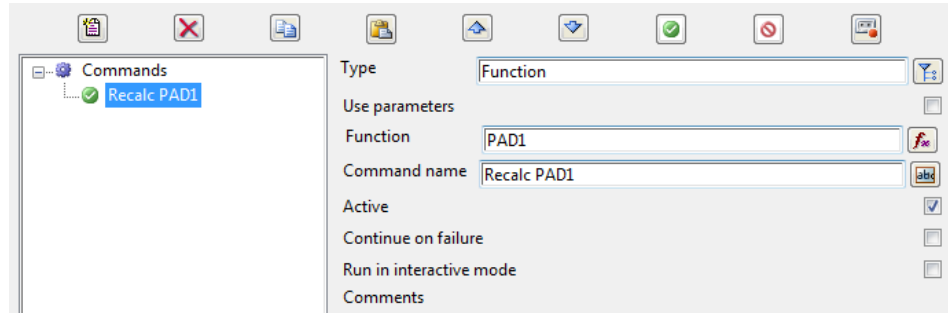 Commands
Recalc PAD1
Type
Function
Use parameters
Function
PAD1
Command name
Recalc PAD1
Active
Continue on failure
Run in interactive mode
Comments